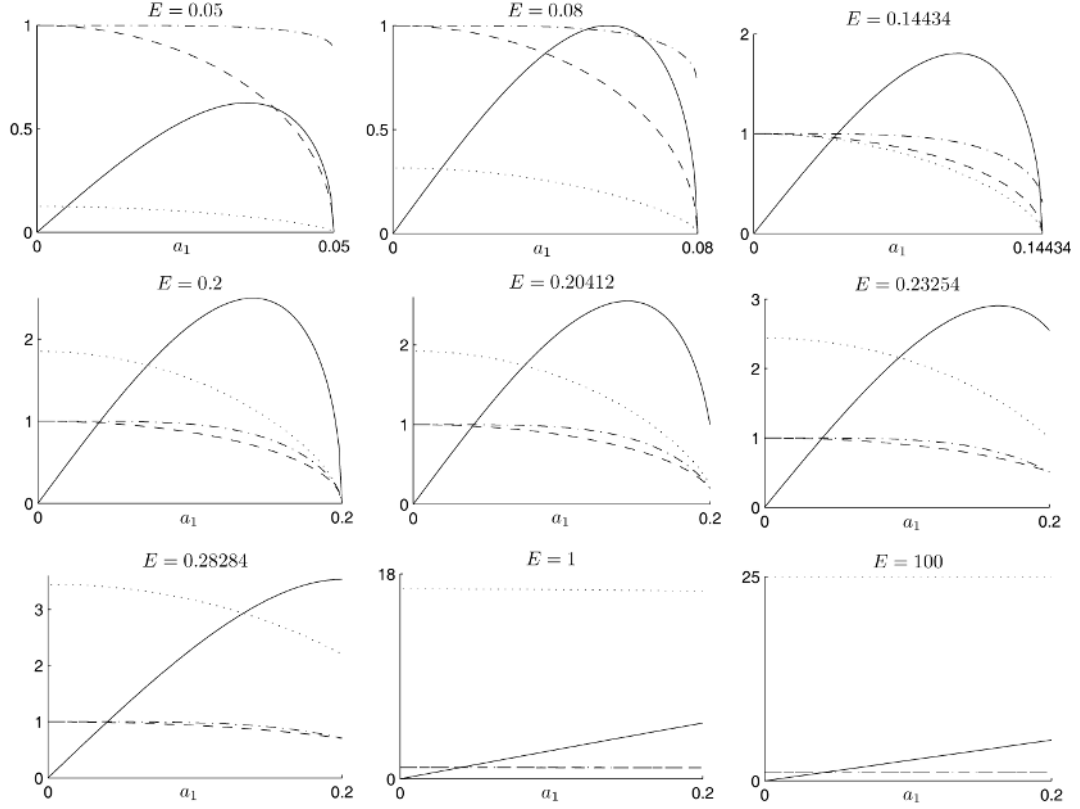 E = 0.05
E = 0.08
E = 0.14434
1
0.5
0
0
a₁
0.05
1
0.5
0
0
a₁
0.08
2
1
0
0
a₁
0.14434
E = 0.2
E = 0.20412
E = 0.23254
2
1
0
0
a₁
0.2
2
1
0
0
a₁
0.2
3
2
1
0
0
a₁
0.2
E = 0.28284
E = 1
E = 100
3
2
1
0
0
a₁
0.2
18
0
0
a₁
0.2
25
0
0
a₁
0.2